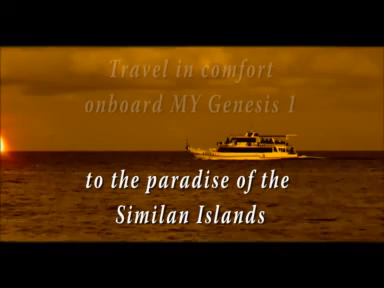 Travel in comfort
onboard MY Genesis 1
to the paradise of the
Similan Islands